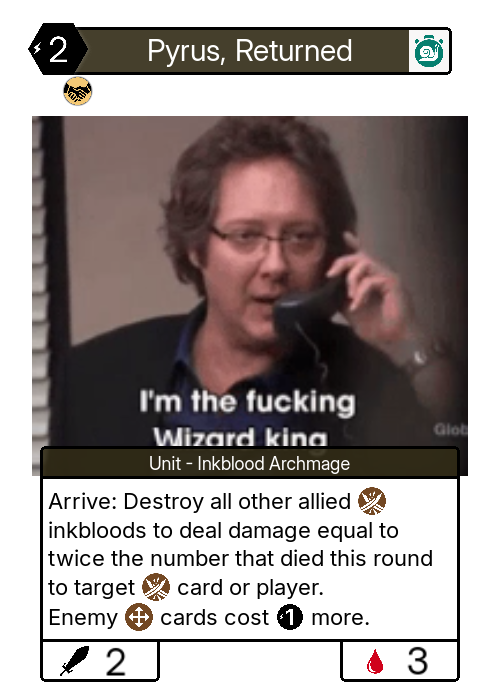 2
Pyrus, Returned
I'm the fucking
Wizard king
Glob
Unit - Inkblood Archmage
Arrive: Destroy all other allied
inkbloods to deal damage equal to
twice the number that died this round
to target card or player.
Enemy cards cost 1 more.
2
3